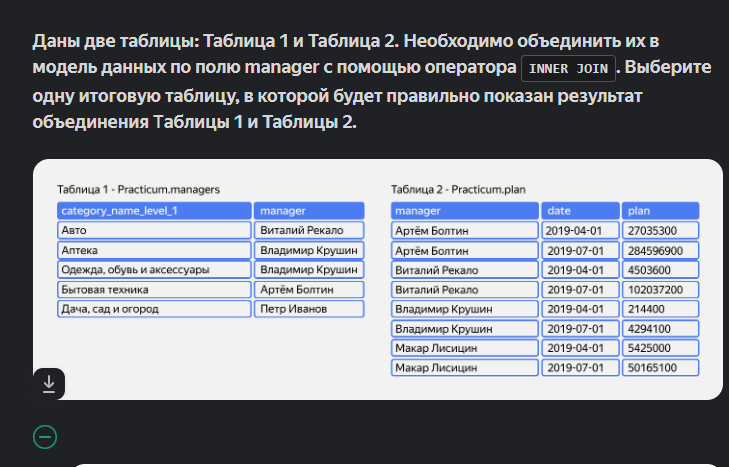 Даны две таблицы: Таблица 1 и Таблица 2. Необходимо объединить их в
модель данных по полю manager с помощью оператора INNER JOIN. Выберите
одну итоговую таблицу, в которой будет правильно показан результат
объединения Таблицы 1 и Таблицы 2.
Таблица 1 - Practicum.managers
category_name_level_1 manager
Авто Виталий Рекало
Аптека Владимир Крушин
Одежда, обувь и аксессуары Владимир Крушин
Бытовая техника Артём Болтин
Дача, сад и огород Петр Иванов
Таблица 2 - Practicum.plan
manager date plan
Артём Болтин 2019-04-01 27035300
Артём Болтин 2019-07-01 284596900
Виталий Рекало 2019-04-01 4503600
Виталий Рекало 2019-07-01 102037200
Владимир Крушин 2019-04-01 214400
Владимир Крушин 2019-07-01 4294100
Макар Лисицин 2019-04-01 5425000
Макар Лисицин 2019-07-01 50165100